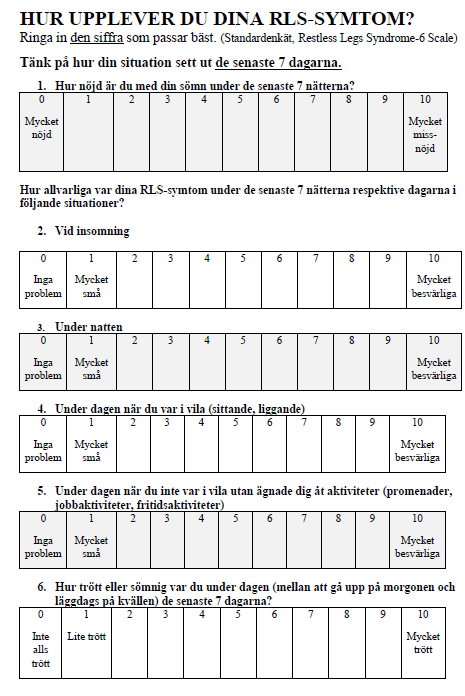 HUR UPPLEVER DU DINA RLS-SYMTOM?
Ringa in den siffra som passar bäst. (Standardenkät, Restless Legs Syndrome-6 Scale)
Tänk på hur din situation sett ut de senaste 7 dagarna.
1. Hur nöjd är du med din sömn under de senaste 7 nätterna?
0 1 2 3 4 5 6 7 8 9 10
Mycket Mycket
nöjd miss-
nöjd
Hur allvarliga var dina RLS-symtom under de senaste 7 nätterna respektive dagarna i
följande situationer?
2. Vid insomning
0 1 2 3 4 5 6 7 8 9 10
Inga Mycket Mycket
problem små besvärliga
3. Under natten
0 1 2 3 4 5 6 7 8 9 10
Inga Mycket Mycket
problem små besvärliga
4. Under dagen när du var i vila (sittande, liggande)
0 1 2 3 4 5 6 7 8 9 10
Inga Mycket Mycket
problem små besvärliga
5. Under dagen när du inte var i vila utan ägnade dig åt aktiviteter (promenader,
jobbaktiviteter, fritidsaktiviteter)
0 1 2 3 4 5 6 7 8 9 10
Inga Mycket Mycket
problem små besvärliga
6. Hur trött eller sömnig var du under dagen (mellan att gå upp på morgonen och
läggdags på kvällen) de senaste 7 dagarna?
0 1 2 3 4 5 6 7 8 9 10
Inte Lite trött Mycket
alls trött
trött